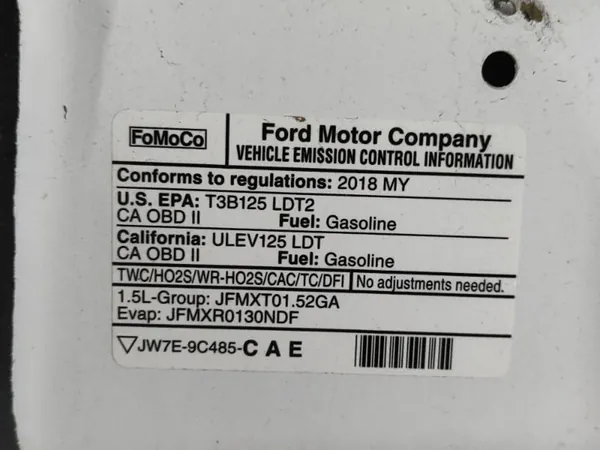 FoMoCo
Ford Motor Company
VEHICLE EMISSION CONTROL INFORMATION
Conforms to regulations: 2018 MY
U.S. EPA: T3B125 LDT2
CA OBD II Fuel: Gasoline
California: ULEV125 LDT
CA OBD II Fuel: Gasoline
TWC/HO2S/WR-HO2S/CAC/TC/DFI No adjustments needed.
1.5L-Group: JFMXT01.52GA
Evap: JFMXR0130NDF
▽JW7E-9C485-C A E